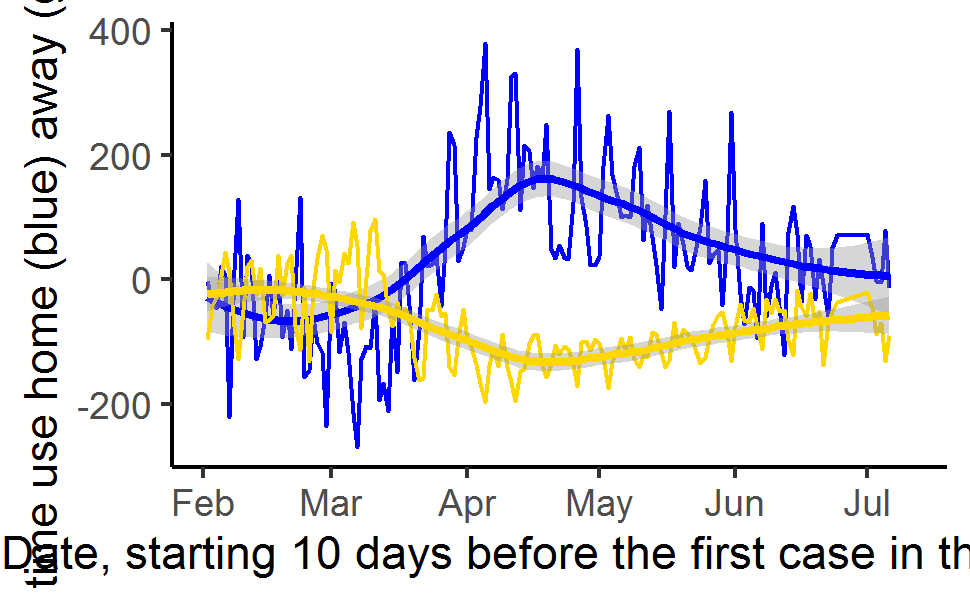 time use home (blue) away (
400
200
0
-200
Feb Mar Apr May Jun Jul
Date, starting 10 days before the first case in th